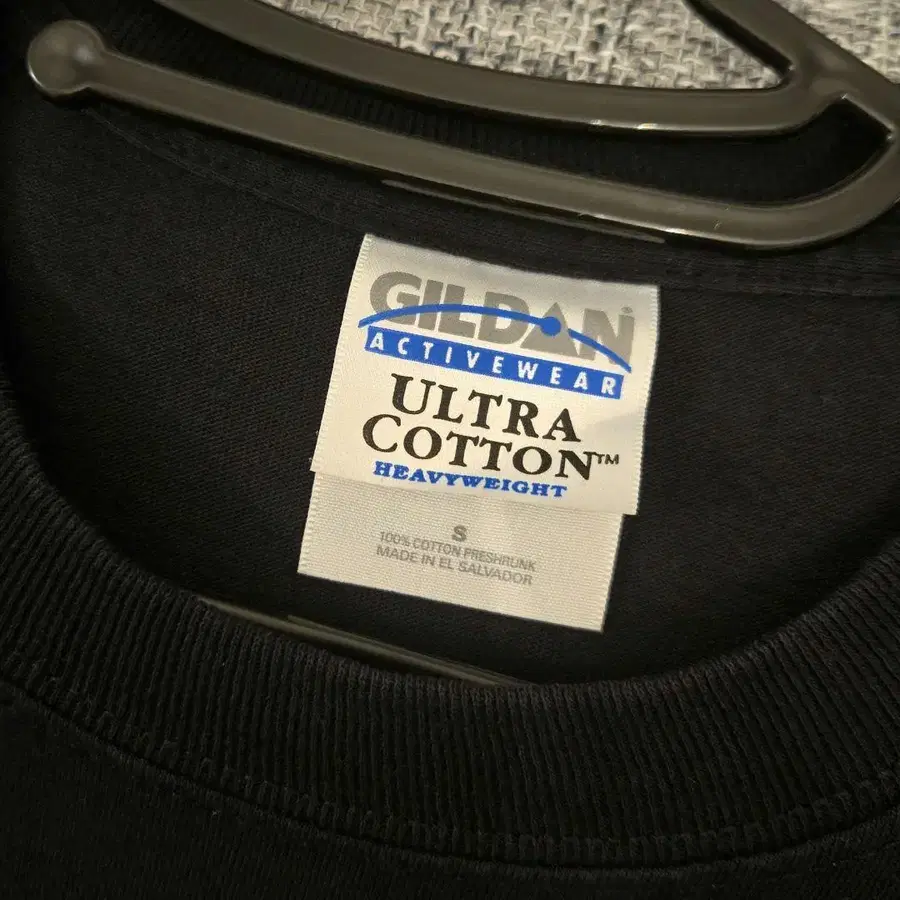 GILDAN®
ACTIVEWEAR
ULTRA
COTTON™
HEAVYWEIGHT
S
100% COTTON PRESHRUNK
MADE IN EL SALVADOR